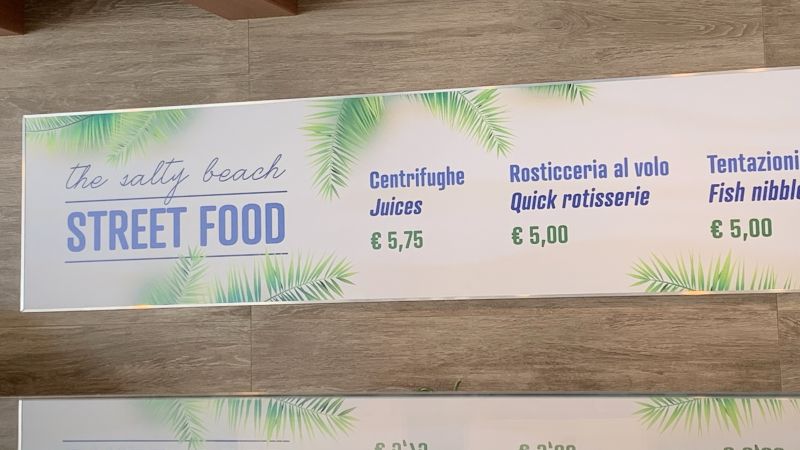 the salty beach
STREET FOOD
Centrifughe
Juices
€ 5,75
Rosticceria al volo
Quick rotisserie
€ 5,00
Tentazioni
Fish
€ 5,00